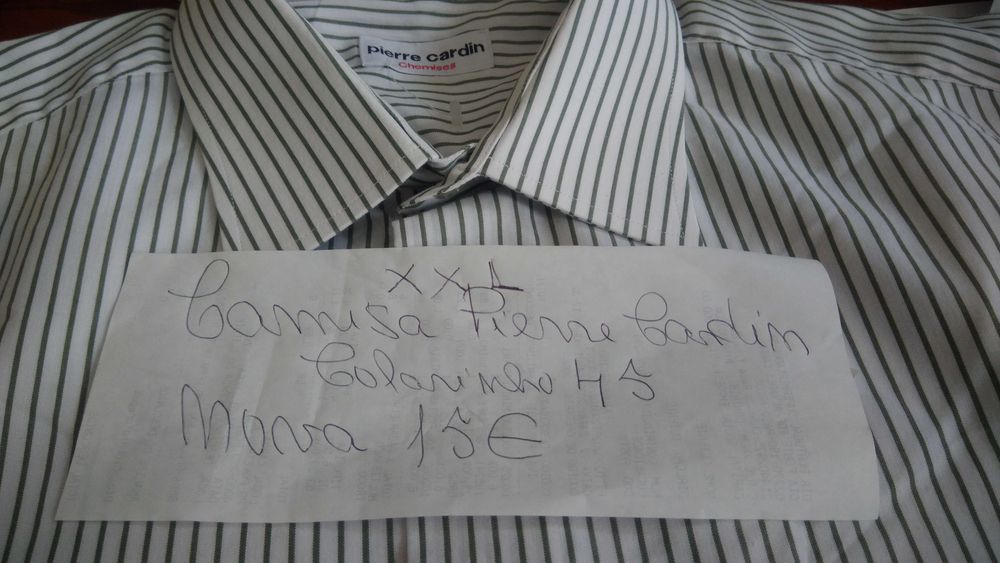 pierre cardin
Chemises
XXL
Camisa Pierre Cardin
Colarinho 45
Nova 15€